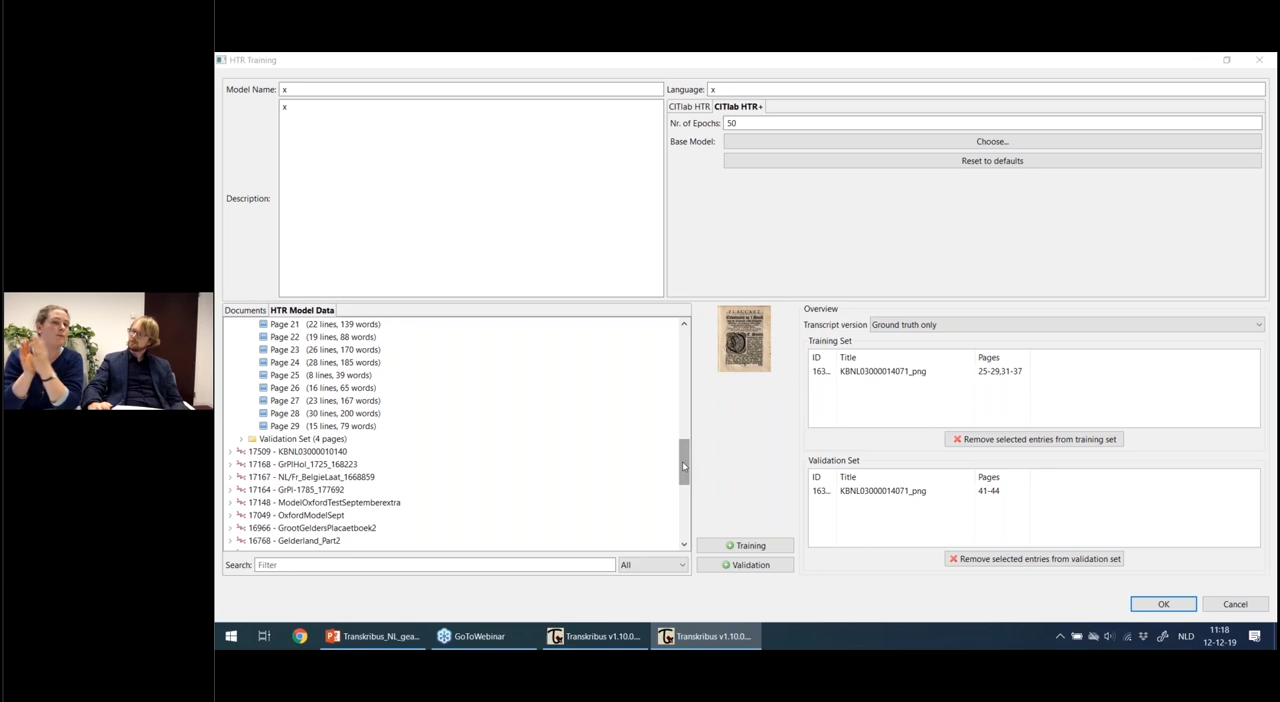 HTR Training
Model Name: x
Language: x
x
CITlab HTR CITlab HTR+
Nr. of Epochs: 50
Base Model: Choose...
Reset to defaults
Description:
Documents HTR Model Data
Page 21 (22 lines, 139 words)
Page 22 (19 lines, 88 words)
Page 23 (26 lines, 170 words)
Page 24 (28 lines, 185 words)
Page 25 (8 lines, 39 words)
Page 26 (16 lines, 65 words)
Page 27 (23 lines, 167 words)
Page 28 (30 lines, 200 words)
Page 29 (15 lines, 79 words)
Validation Set (4 pages)
17509 - KBNL03000010140
17168 - GrPlHol_1725_168223
17167 - NL/Fr_BelgieLaat_1668859
17164 - GrPl-1785_177692
17148 - ModelOxfordTestSeptemberextra
17049 - OxfordModelSept
16966 - GrootGeldersPlacaetboek2
16768 - Gelderland_Part2
Search: Filter All
PLACCAET
Training
Validation
Overview
Transcript version Ground truth only
Training Set
ID Title Pages
163... KBNL03000014071_png 25-29,31-37
Remove selected entries from training set
Validation Set
ID Title Pages
163... KBNL03000014071_png 41-44
Remove selected entries from validation set
OK Cancel
Transkribus_NL_gea...
GoToWebinar
Transkribus v1.10.0...
Transkribus v1.10.0...
NLD
11:18
12-12-19